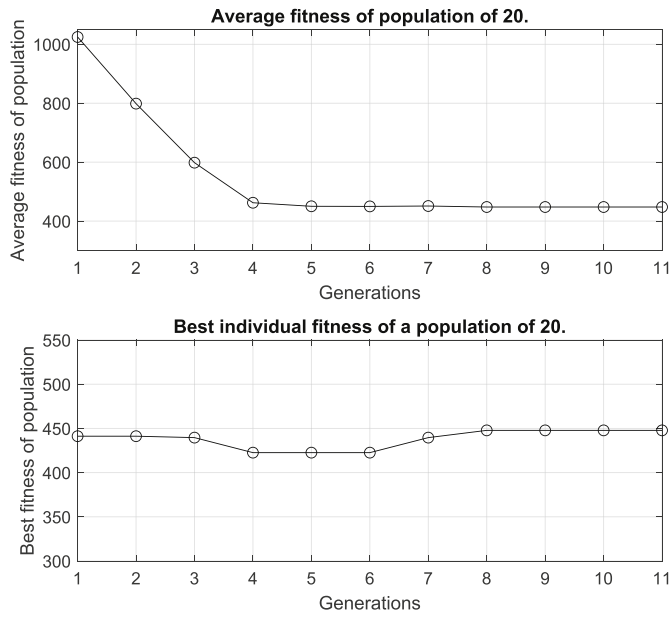 Average fitness of population of 20.
Average fitness of population
1000
800
600
400
1 2 3 4 5 6 7 8 9 10 11
Generations
Best individual fitness of a population of 20.
Best fitness of population
550
500
450
400
350
300
1 2 3 4 5 6 7 8 9 10 11
Generations